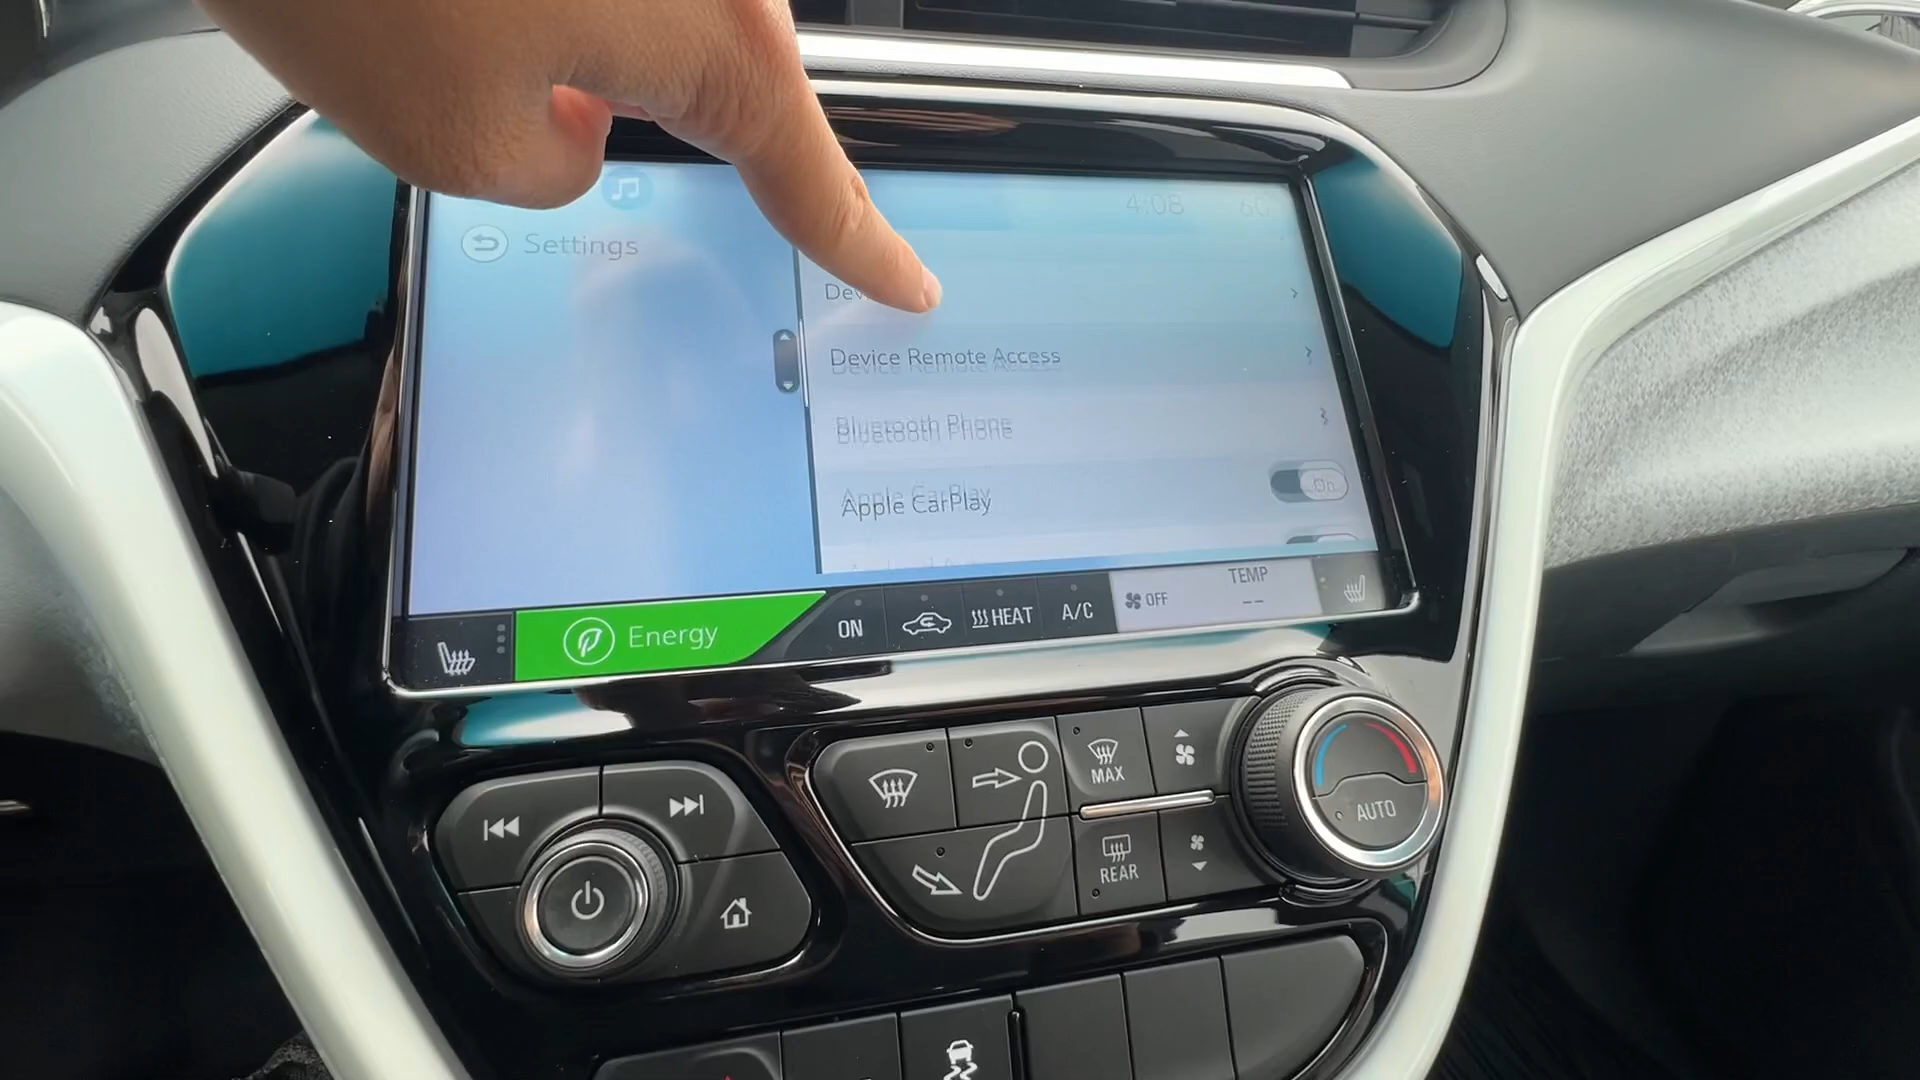 4:08
Settings
Device Remote Access
Bluetooth Phone
Apple CarPlay
On
Energy
ON
HEAT
A/C
OFF
TEMP
--
MAX
AUTO
REAR